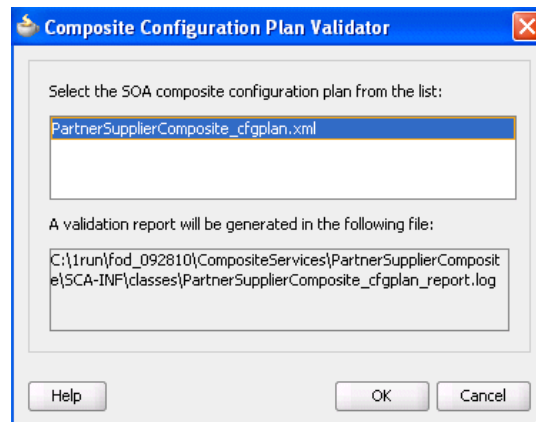 Composite Configuration Plan Validator
Select the SOA composite configuration plan from the list:
PartnerSupplierComposite_cfgplan.xml
A validation report will be generated in the following file:
C:\1run\fod_092810\CompositeServices\PartnerSupplierComposit
e\SCA-INF\classes\PartnerSupplierComposite_cfgplan_report.log
Help
OK
Cancel